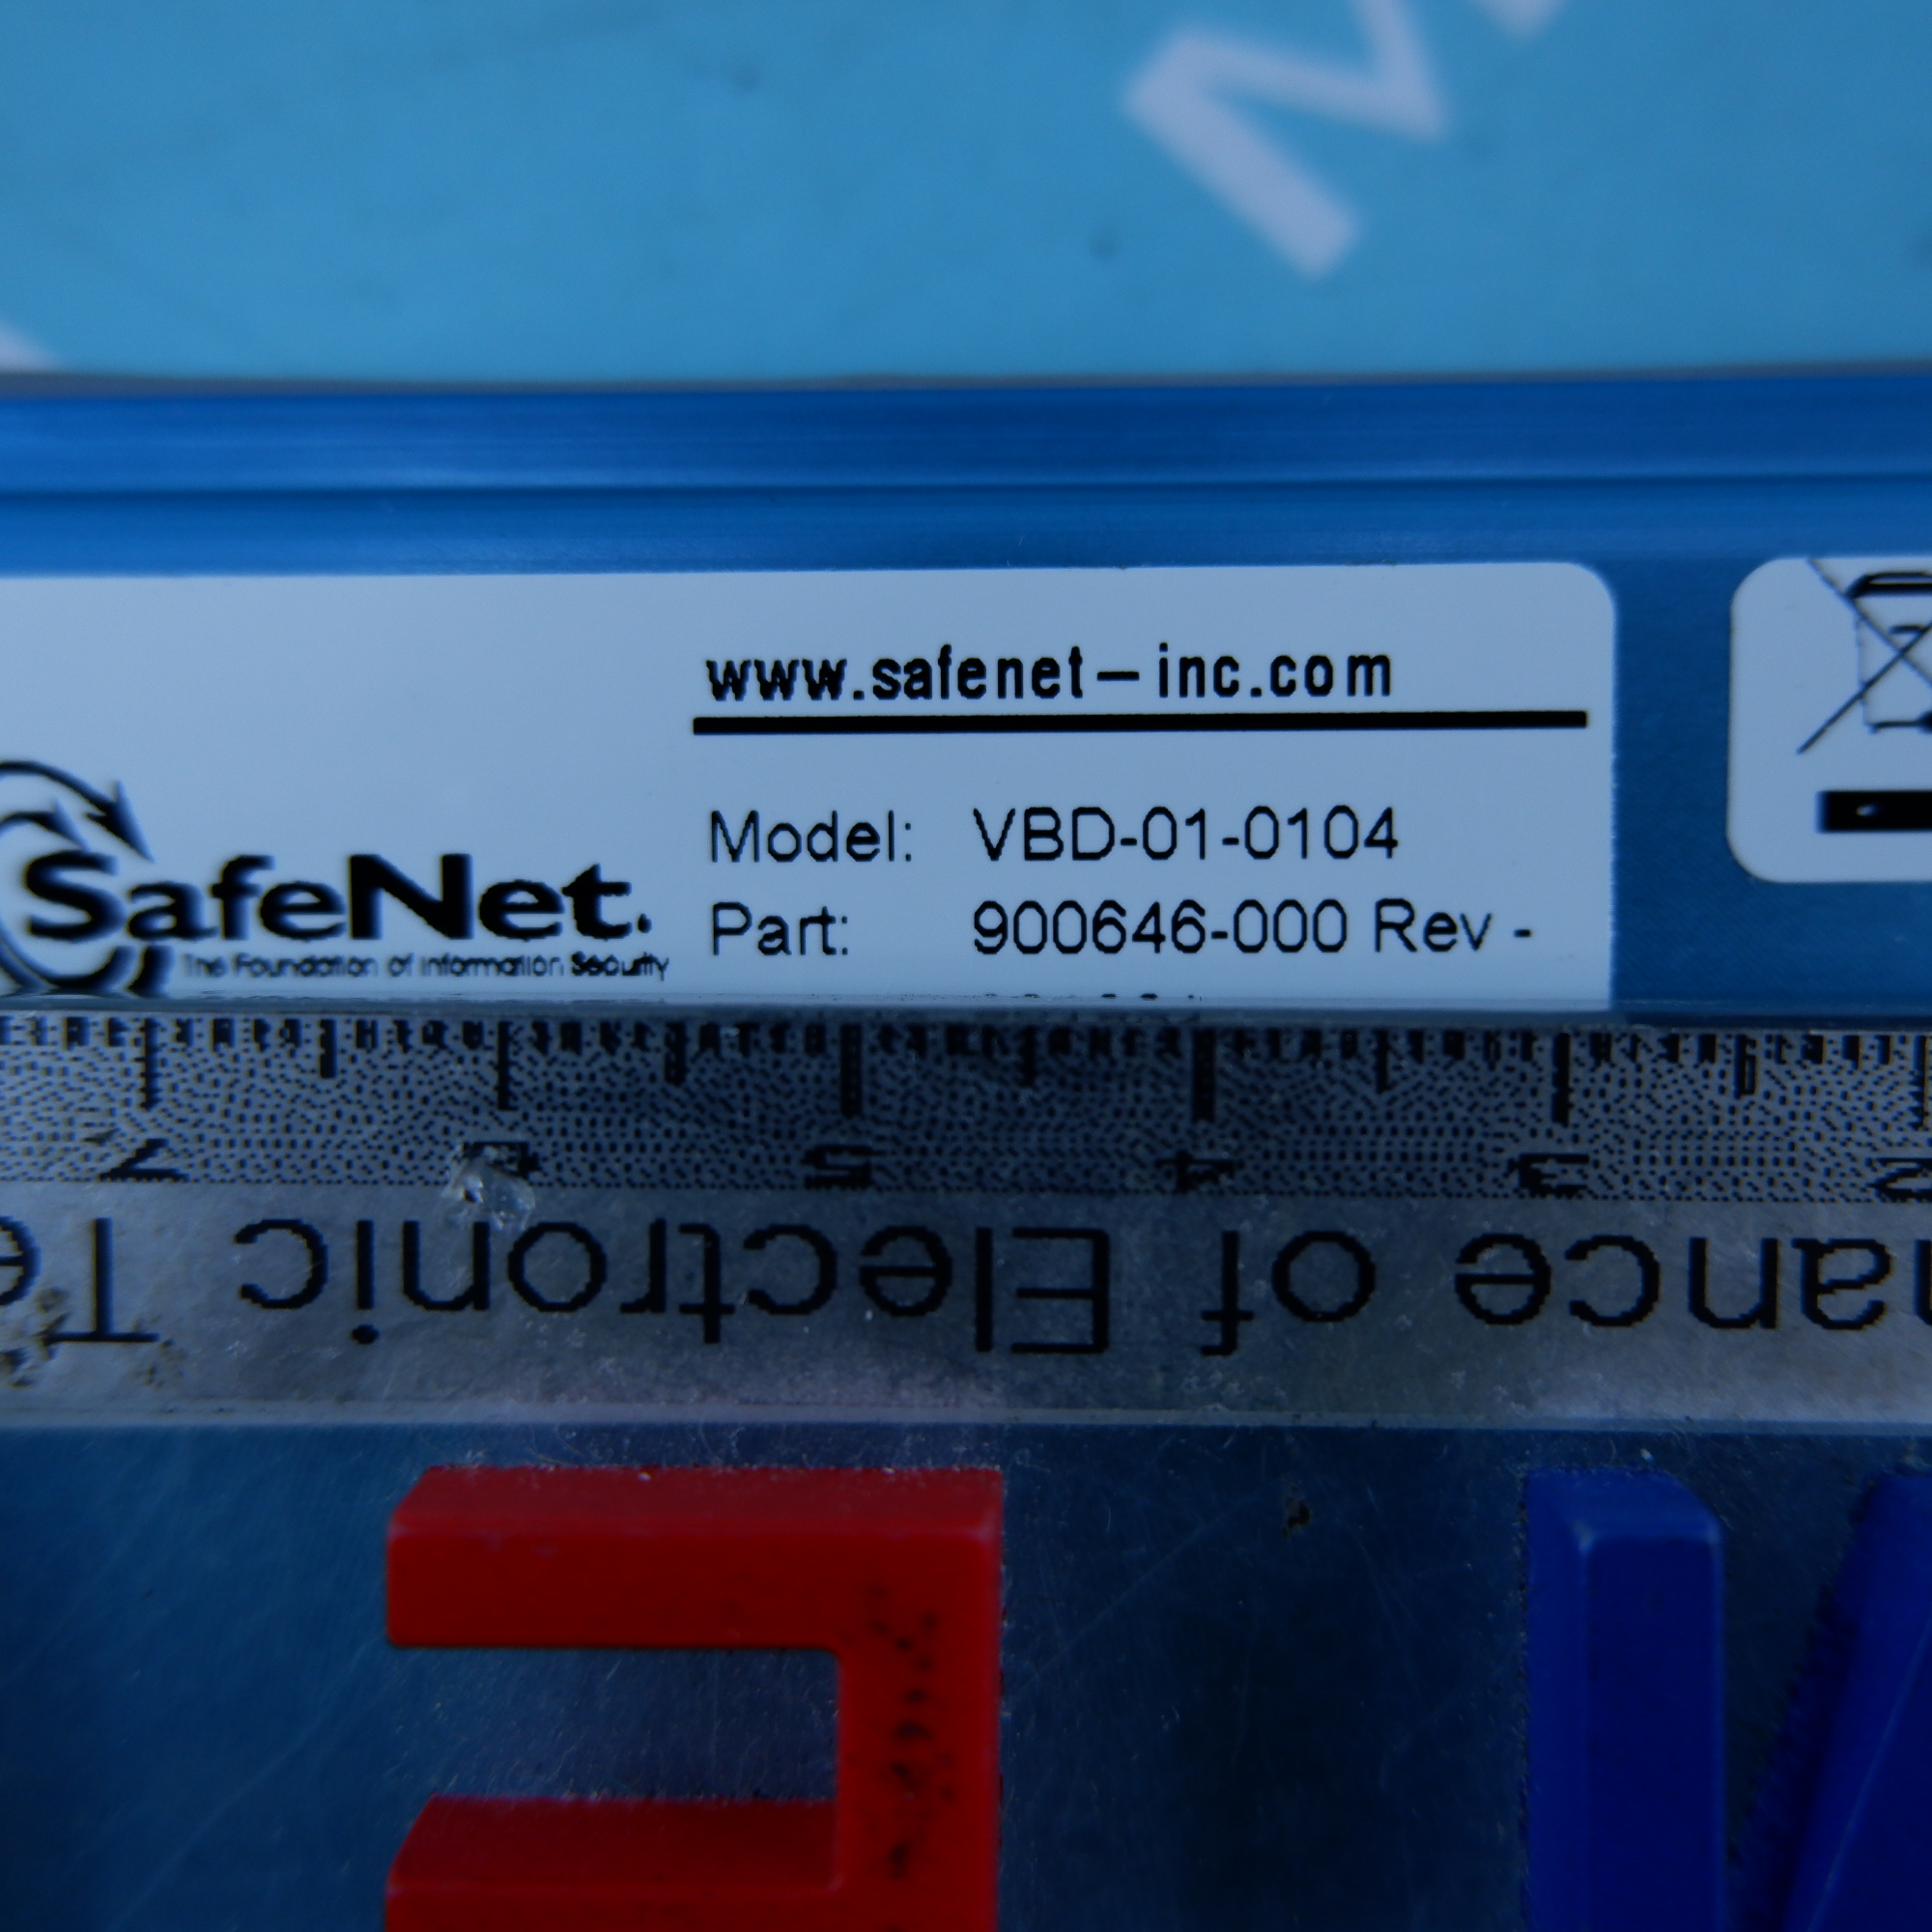 www.safenet-inc.com
Model: VBD-01-0104
Part: 900646-000 Rev -
SafeNet.
The Foundation of Information Security
7 6 5 4 3 2
nance of Electronic Te